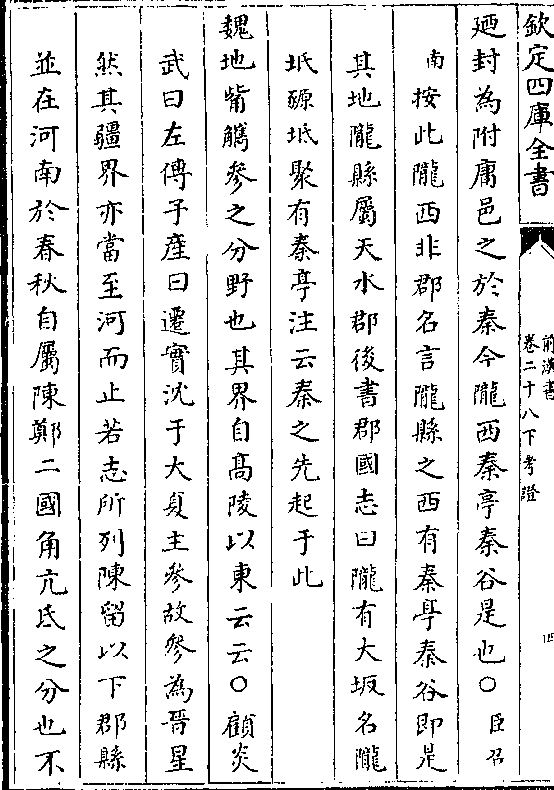 欽定四庫全書
前漢書
卷二十八下考證
四
廼封為附庸邑之於秦今隴西秦亭秦谷是也○臣召
南按此隴西非郡名言隴縣之西有秦亭秦谷即是
其地隴縣屬天水郡後書郡國志曰隴有大坂名隴
坻豲坻聚有秦亭注云秦之先起于此
魏地觜觿參之分野也其界自高陵以東云云○顧炎
武曰左傳子產曰遷實沈于大夏主參故參為晉星
然其疆界亦當至河而止若志所列陳留以下郡縣
並在河南於春秋自屬陳鄭二國角亢氐之分也不